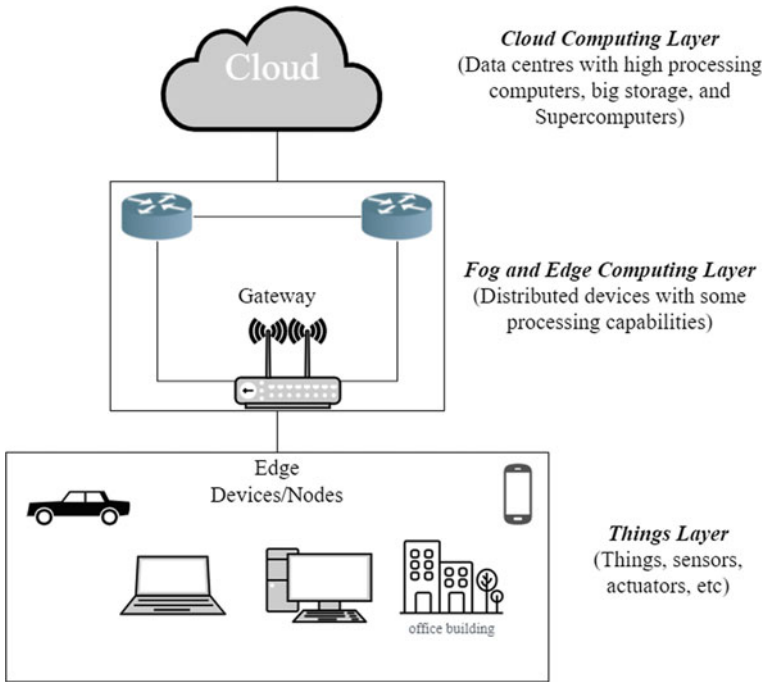 Cloud
Cloud Computing Layer
(Data centres with high processing
computers, big storage, and
Supercomputers)
Gateway
Fog and Edge Computing Layer
(Distributed devices with some
processing capabilities)
Edge
Devices/Nodes
office building
Things Layer
(Things, sensors,
actuators, etc)